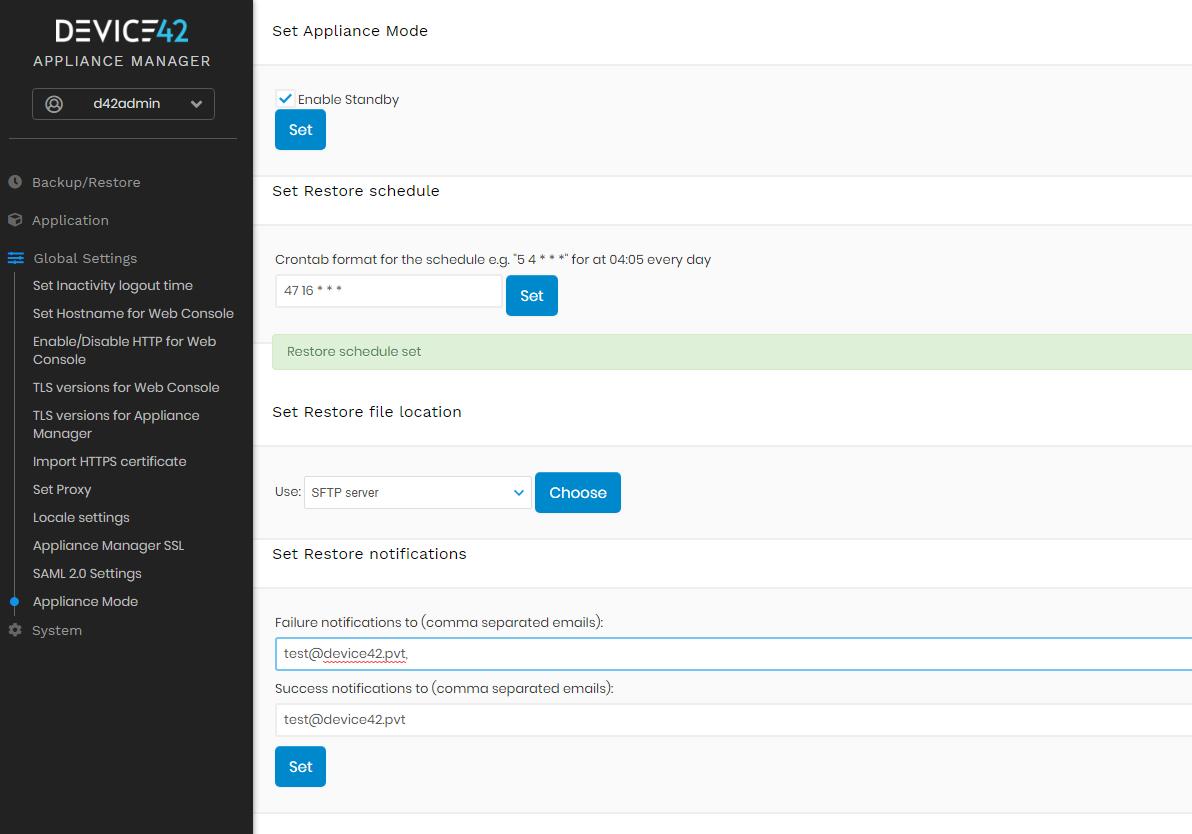 DEVICE42
APPLIANCE MANAGER
d42admin
Backup/Restore
Application
Global Settings
Set Inactivity logout time
Set Hostname for Web Console
Enable/Disable HTTP for Web
Console
TLS versions for Web Console
TLS versions for Appliance
Manager
Import HTTPS certificate
Set Proxy
Locale settings
Appliance Manager SSL
SAML 2.0 Settings
Appliance Mode
System
Set Appliance Mode
Enable Standby
Set
Set Restore schedule
Crontab format for the schedule e.g. "5 4 * * *" for at 04:05 every day
47 16 * * *
Set
Restore schedule set
Set Restore file location
Use: SFTP server
Choose
Set Restore notifications
Failure notifications to (comma separated emails):
test@device42.pvt,
Success notifications to (comma separated emails):
test@device42.pvt
Set